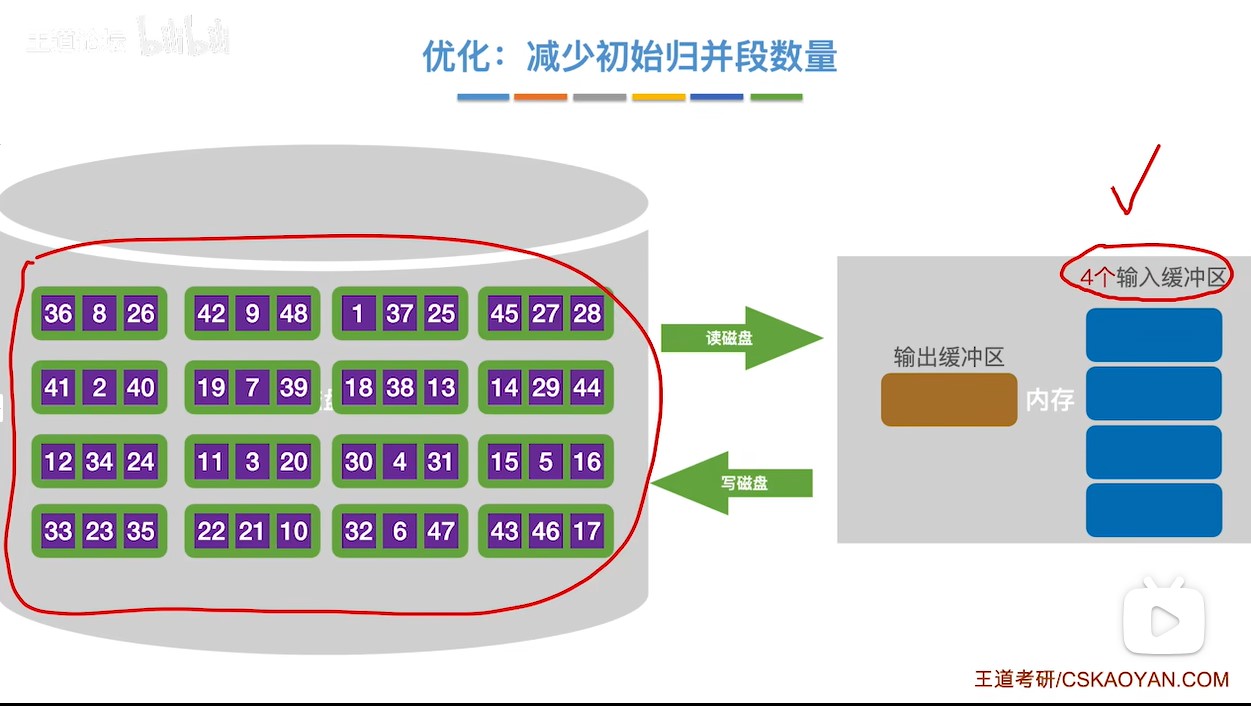 王道论坛 bilibili
优化：减少初始归并段数量
4个输入缓冲区
36 8 26 42 9 48 1 37 25 45 27 28
读磁盘
输出缓冲区
41 2 40 19 7 39 18 38 13 14 29 44
内存
12 34 24 11 3 20 30 4 31 15 5 16
写磁盘
33 23 35 22 21 10 32 6 47 43 46 17
王道考研/CSKAOYAN.COM